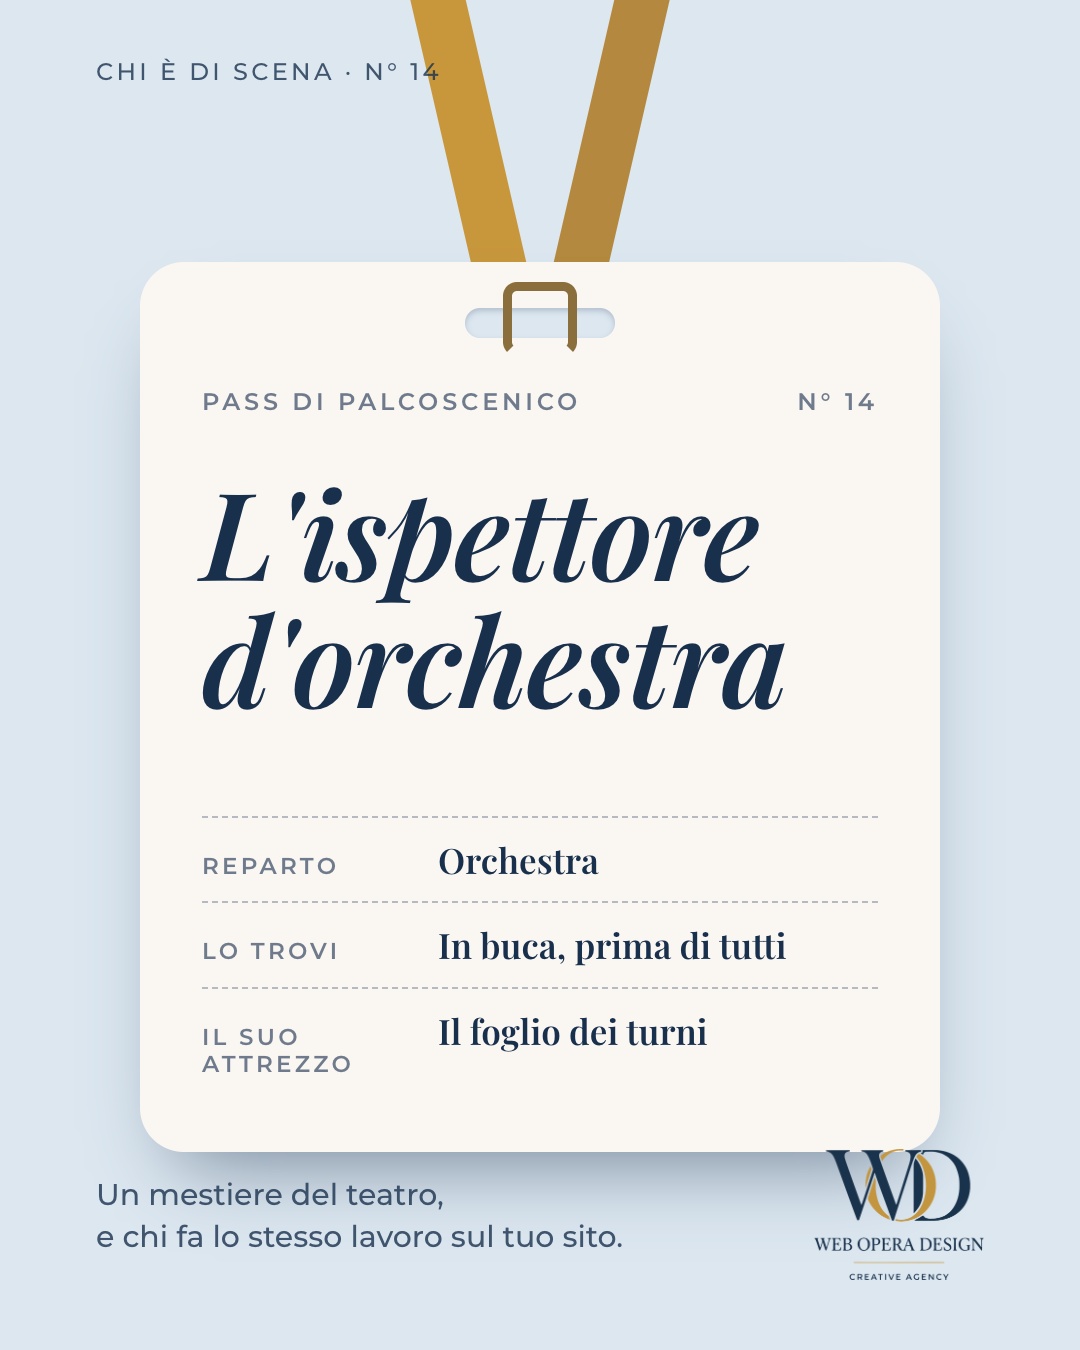 CHI È DI SCENA · N° 14
PASS DI PALCOSCENICO
N° 14
L'ispettore
d'orchestra
REPARTO
Orchestra
LO TROVI
In buca, prima di tutti
IL SUO
ATTREZZO
Il foglio dei turni
Un mestiere del teatro,
e chi fa lo stesso lavoro sul tuo sito.
WOD
WEB OPERA DESIGN
CREATIVE AGENCY